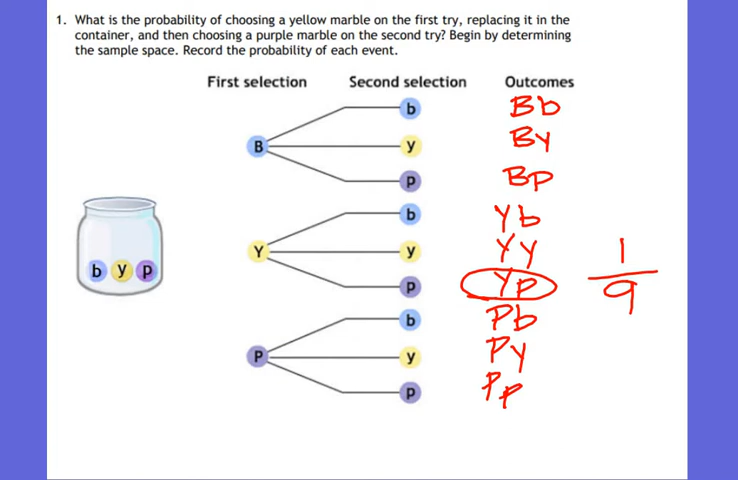 1. What is the probability of choosing a yellow marble on the first try, replacing it in the
container, and then choosing a purple marble on the second try? Begin by determining
the sample space. Record the probability of each event.
First selection Second selection Outcomes
b Bb
B y By
p Bp
b Yb
Y y Yy
p Yp
b y p
1
9
b Pb
P y Py
p Pp